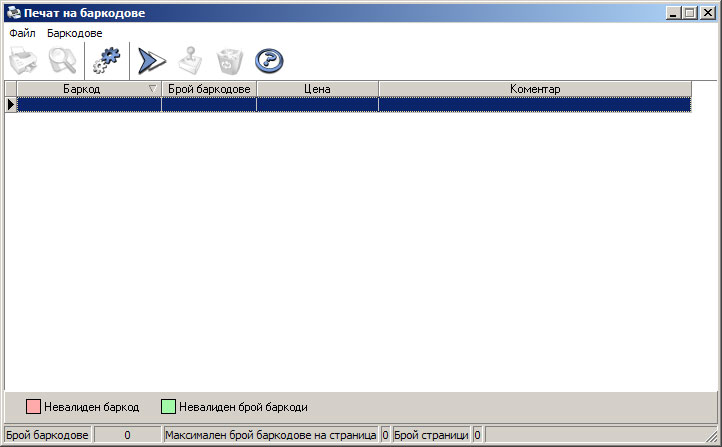 Печат на баркодове
Файл Баркодове
Баркод Брой баркодове Цена Коментар
Невалиден баркод Невалиден брой баркоди
Брой баркодове 0 Максимален брой баркодове на страница 0 Брой страници 0